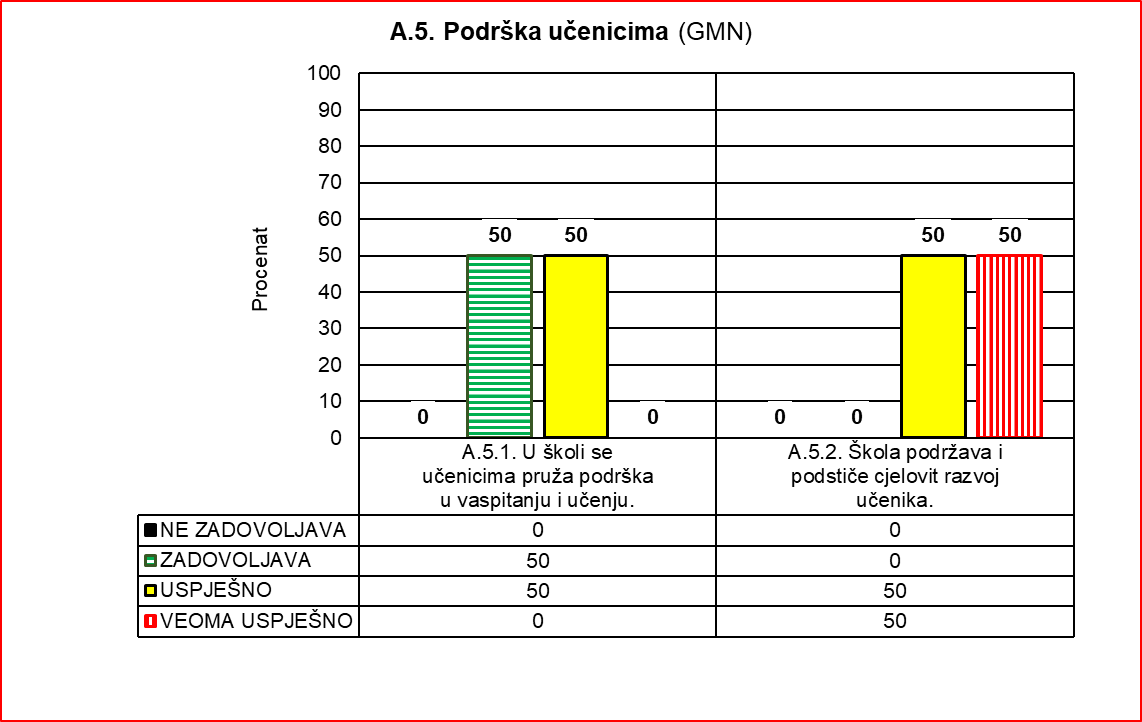 A.5. Podrška učenicima (GMN)
Procenat
100
90
80
70
60
50
40
30
20
10
0
0
50
50
0
0
0
50
50
A.5.1. U školi se
učenicima pruža podrška
u vaspitanju i učenju.
A.5.2. Škola podržava i
podstiče cjelovit razvoj
učenika.
NE ZADOVOLJAVA 0 0
ZADOVOLJAVA 50 0
USPJEŠNO 50 50
VEOMA USPJEŠNO 0 50